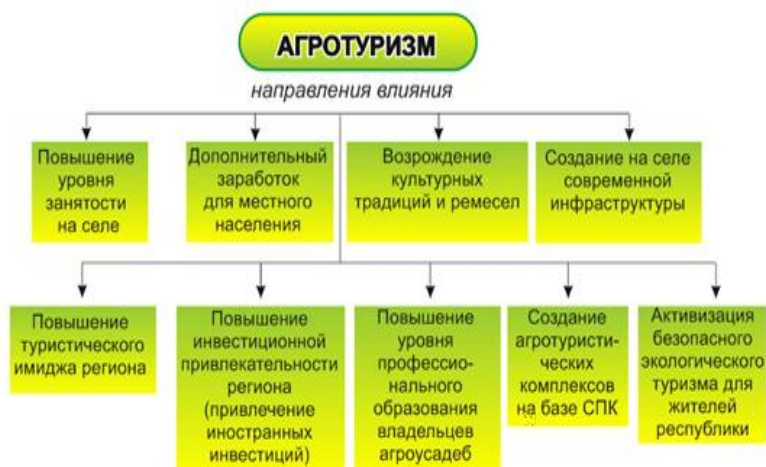 АГРОТУРИЗМ
направления влияния
Повышение
уровня
занятости
на селе
Дополнительный
заработок
для местного
населения
Возрождение
культурных
традиций и ремесел
Создание на селе
современной
инфраструктуры
Повышение
туристического
имиджа региона
Повышение
инвестиционной
привлекательности
региона
(привлечение
иностранных
инвестиций)
Повышение
уровня
профессио-
нального
образования
владельцев
агроусадеб
Создание
агротуристи-
ческих
комплексов
на базе СПК
Активизация
безопасного
экологического
туризма для
жителей
республики